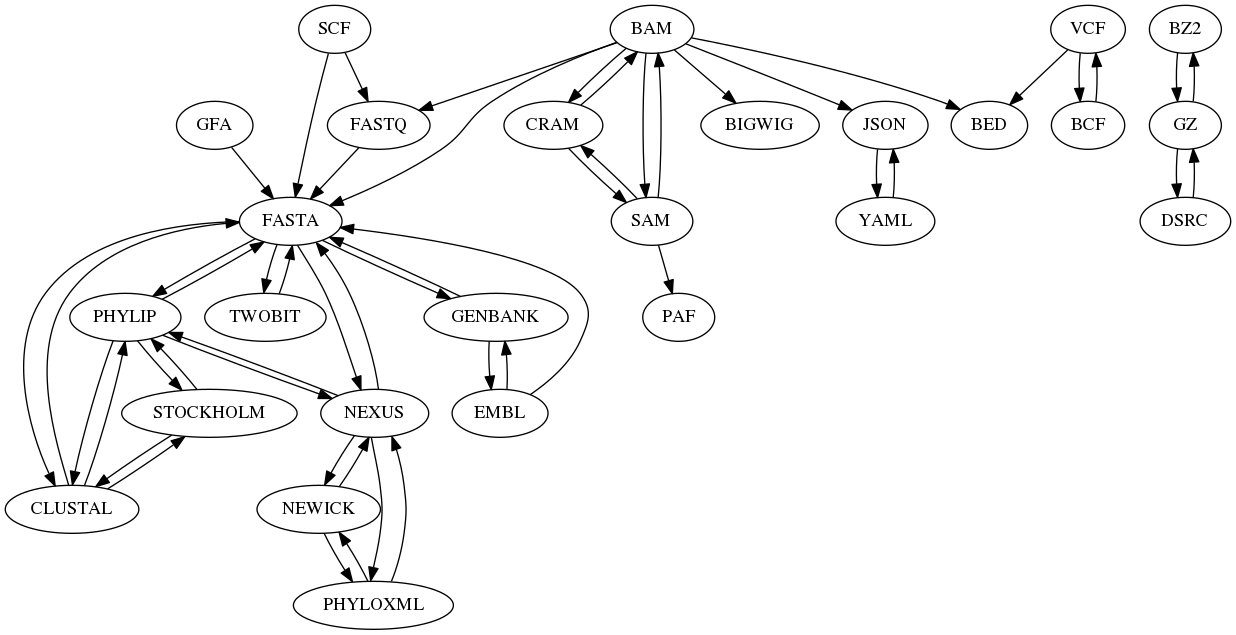 SCF
BAM
VCF
BZ2
GFA
FASTQ
CRAM
BIGWIG
JSON
BED
BCF
GZ
FASTA
SAM
YAML
DSRC
PHYLIP
TWOBIT
GENBANK
PAF
STOCKHOLM
NEXUS
EMBL
CLUSTAL
NEWICK
PHYLOXML